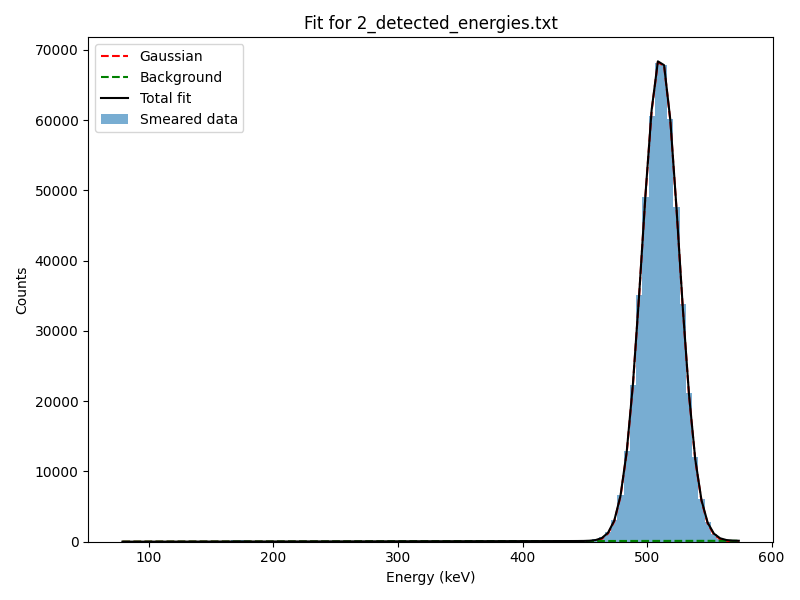 Fit for 2_detected_energies.txt
Gaussian
Background
Total fit
Smeared data
70000
60000
50000
40000
30000
20000
10000
0
Counts
100 200 300 400 500 600
Energy (keV)